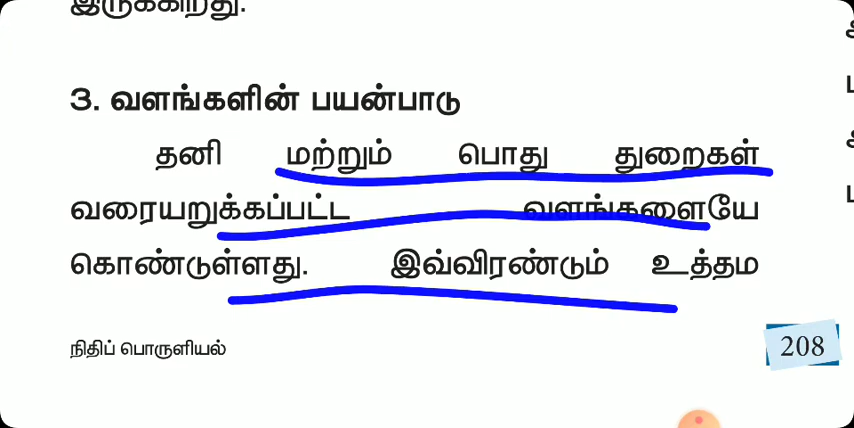 இருக்கிறது.
3. வளங்களின் பயன்பாடு
தனி மற்றும் பொது துறைகள்
வரையறுக்கப்பட்ட வளங்களையே
கொண்டுள்ளது. இவ்விரண்டும் உத்தம
நிதிப் பொருளியல்
208